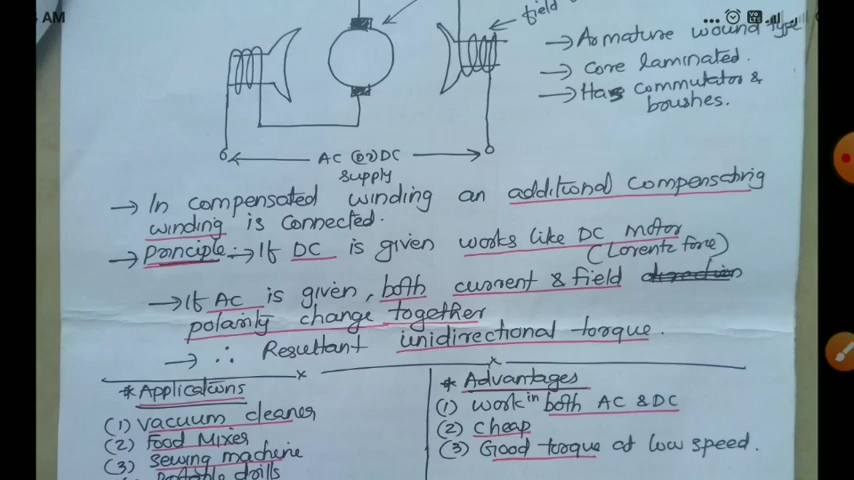 AM
field
→ Armature wound type
→ Core laminated.
→ Has commutator &
brushes.
AC (or) DC
supply
→ In compensated winding an additional compensating
winding is connected.
→ Principle :→ If DC is given works like DC motor
(Lorentz force)
→ If AC is given, both current & field direction
polarity change together
→ ∴ Resultant unidirectional torque.
* Applications
(1) Vacuum cleaner
(2) Food Mixer
(3) Sewing machine
Portable drills
* Advantages
(1) Work in both AC & DC
(2) Cheap
(3) Good torque at low speed.